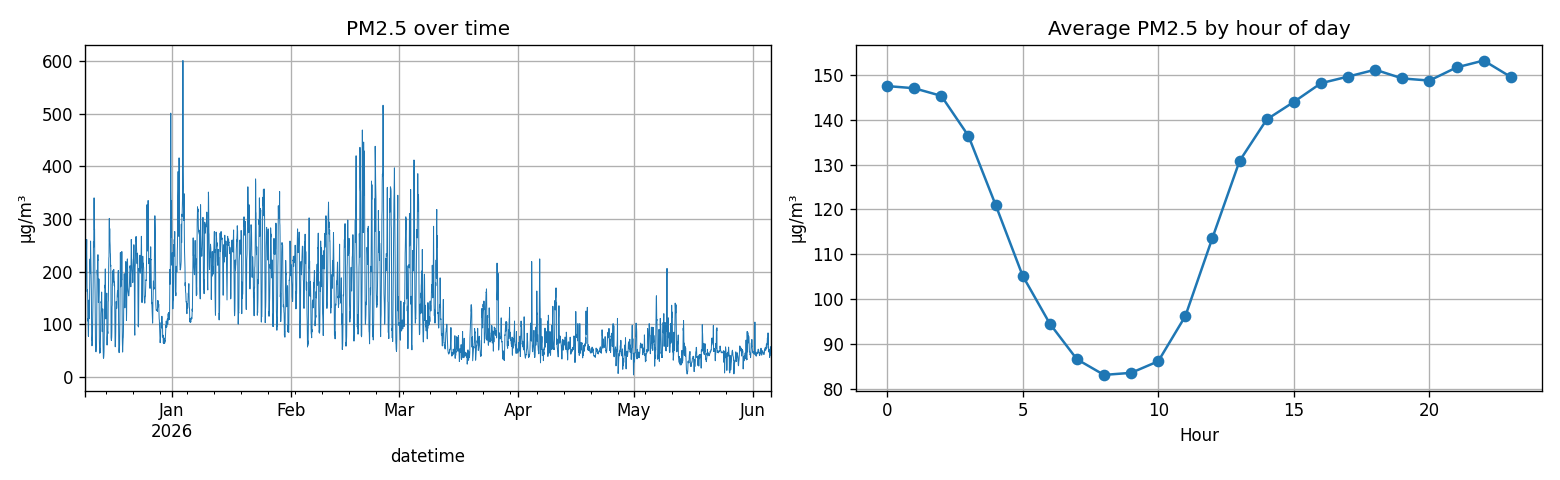 PM2.5 over time
µg/m³
600
500
400
300
200
100
0
Jan
2026
Feb
Mar
Apr
May
Jun
datetime
Average PM2.5 by hour of day
µg/m³
150
140
130
120
110
100
90
80
0
5
10
15
20
Hour